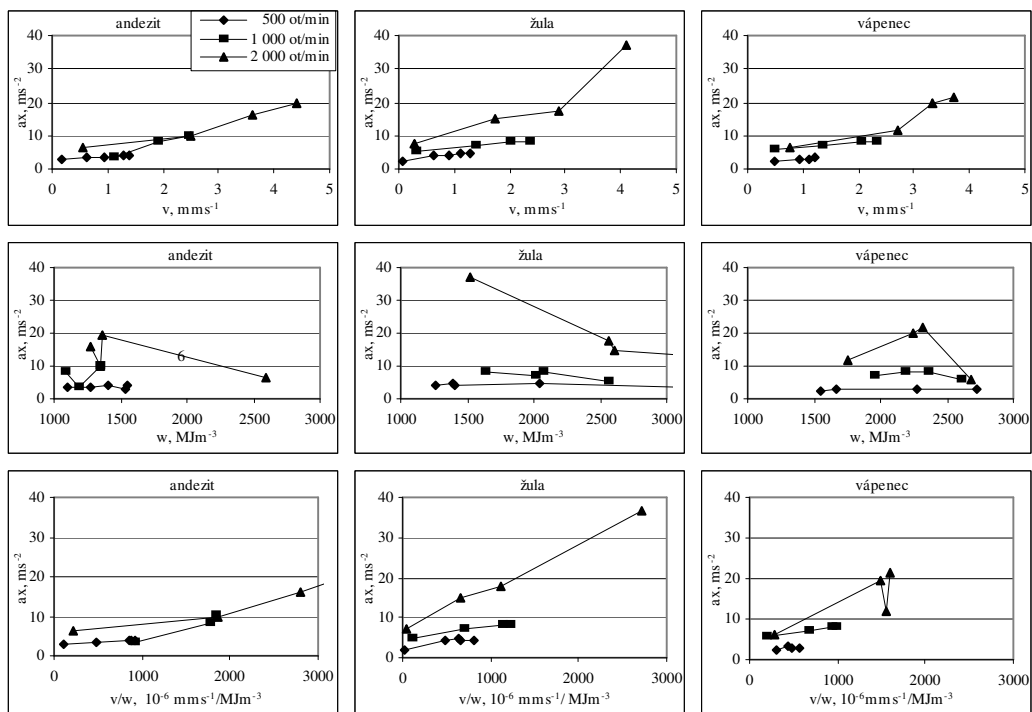 andezit
500 ot/min
1 000 ot/min
2 000 ot/min
ax, ms-2
40
30
20
10
0
0 1 2 3 4 5
v, mms-1
žula
ax, ms-2
40
30
20
10
0
0 1 2 3 4 5
v, mms-1
vápenec
ax, ms-2
40
30
20
10
0
0 1 2 3 4 5
v, mms-1
andezit
ax, ms-2
40
30
20
10
0
6
1000 1500 2000 2500 3000
w, MJm-3
žula
ax, ms-2
40
30
20
10
0
1000 1500 2000 2500 3000
w, MJm-3
vápenec
ax, ms-2
40
30
20
10
0
1000 1500 2000 2500 3000
w, MJm-3
andezit
ax, ms-2
40
30
20
10
0
0 1000 2000 3000
v/w, 10-6 mms-1/MJm-3
žula
ax, ms-2
40
30
20
10
0
0 1000 2000 3000
v/w, 10-6 mms-1/ MJm-3
vápenec
ax, ms-2
40
30
20
10
0
0 1000 2000 3000
v/w, 10-6mms-1/MJm-3